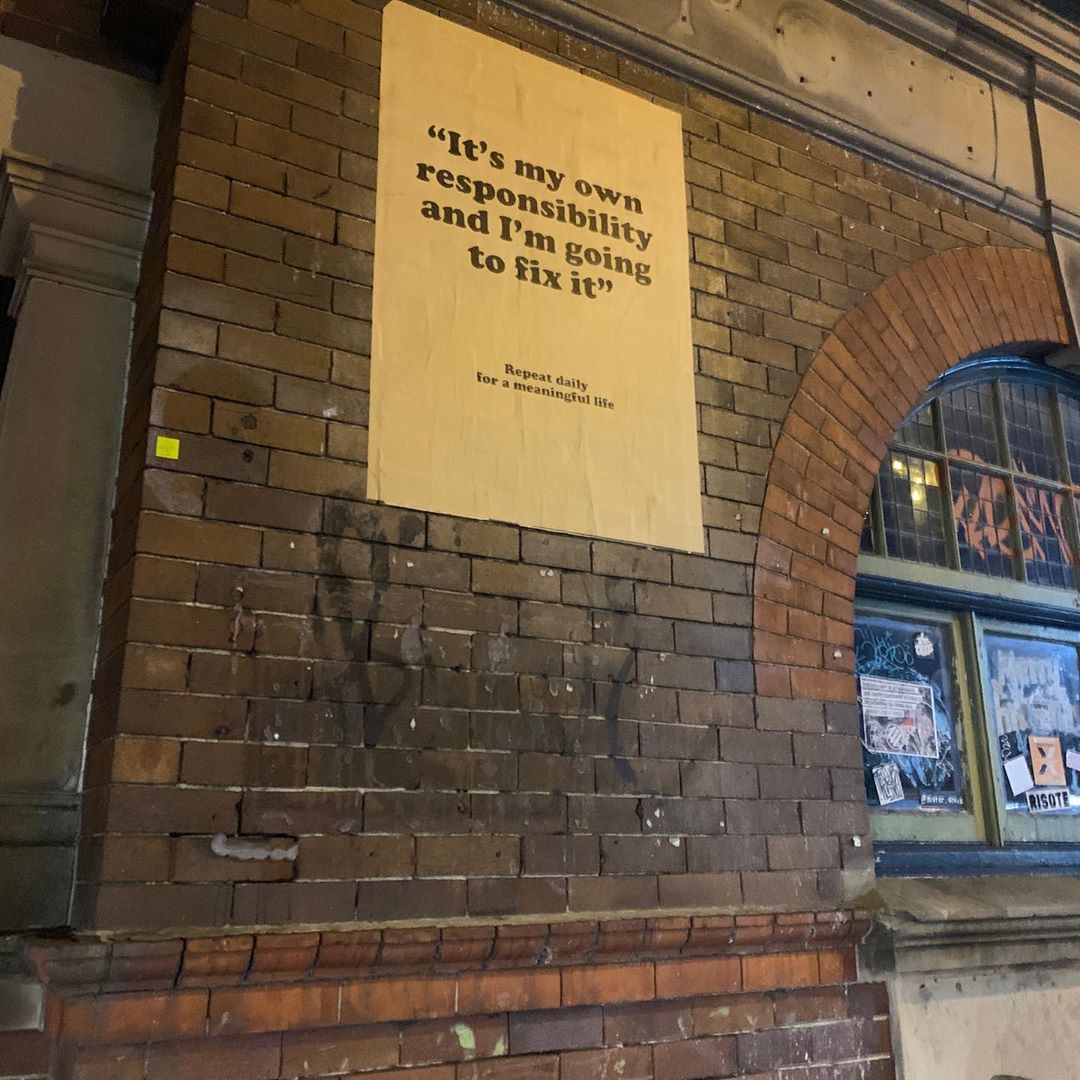 “It’s my own
responsibility
and I’m going
to fix it”
Repeat daily
for a meaningful life
RISOTE